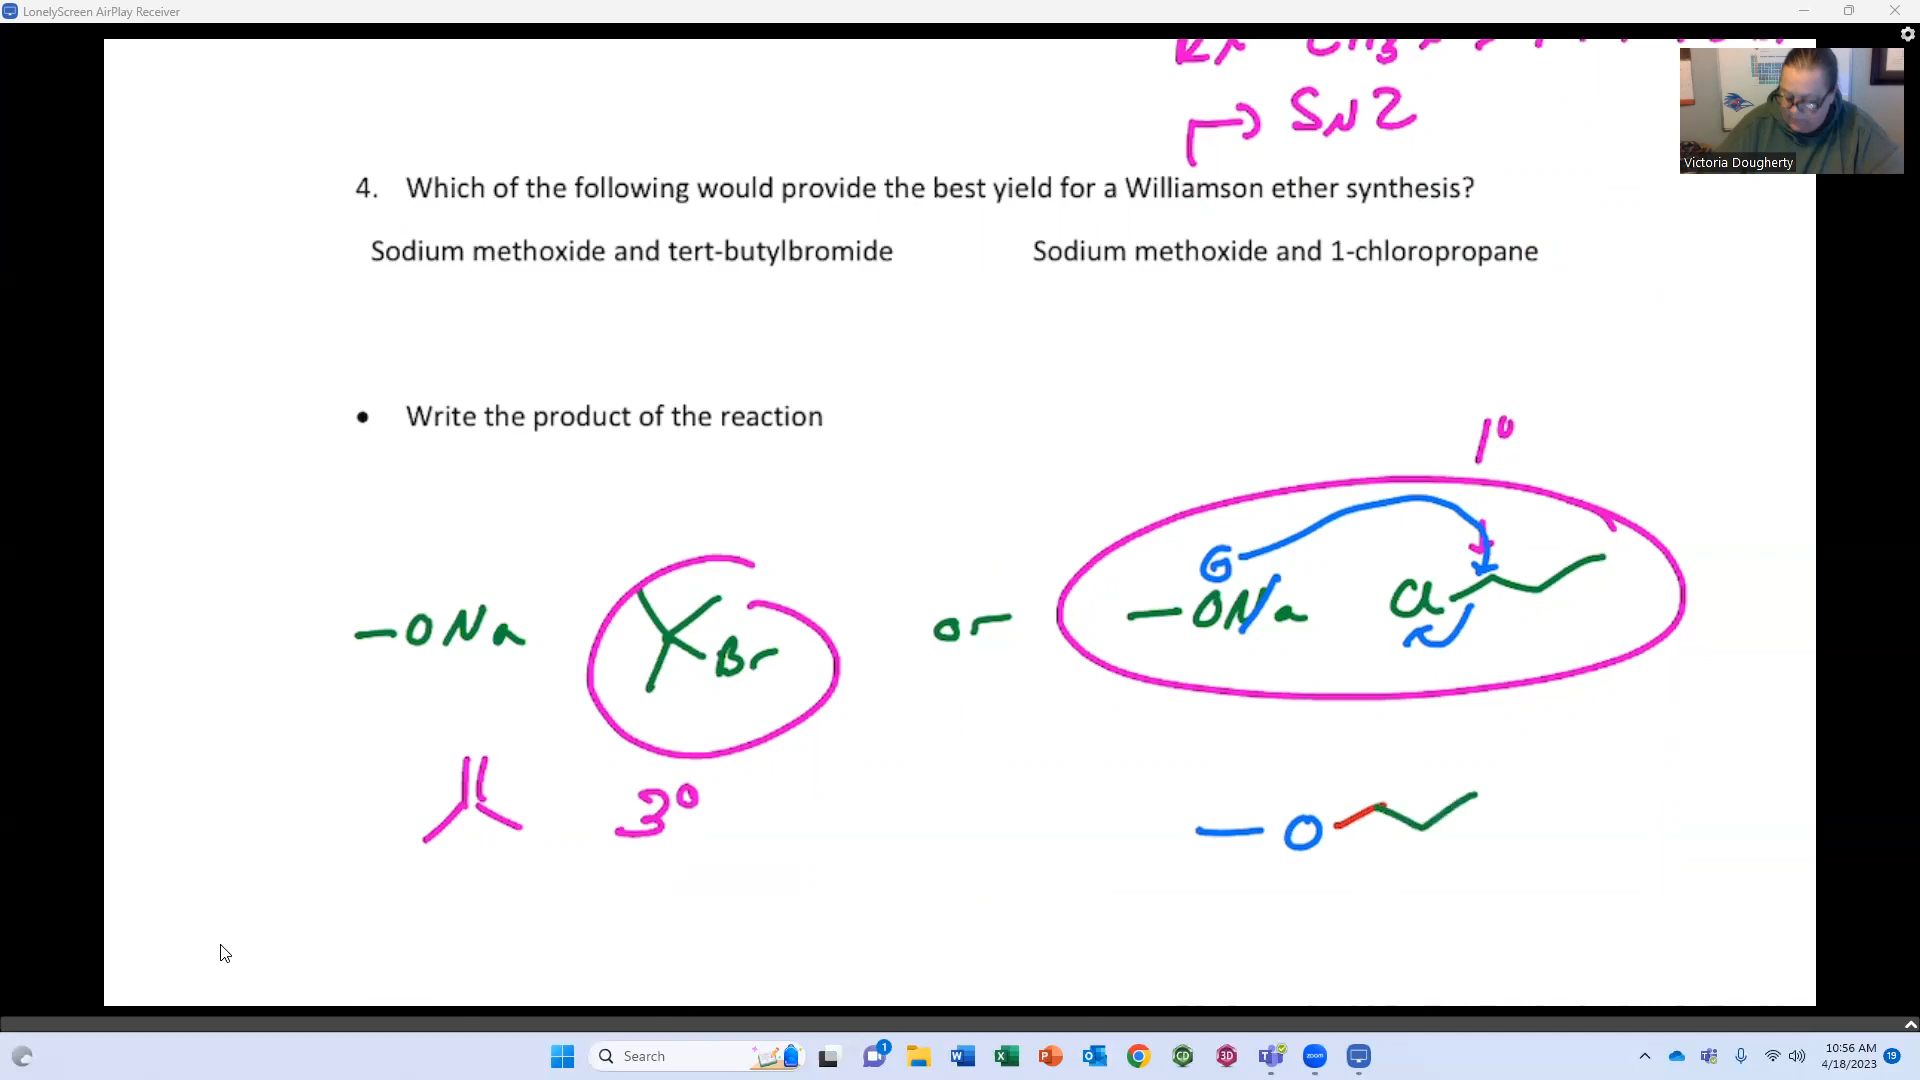 LonelyScreen AirPlay Receiver
SN2
Victoria Dougherty
4. Which of the following would provide the best yield for a Williamson ether synthesis?
Sodium methoxide and tert-butylbromide Sodium methoxide and 1-chloropropane
• Write the product of the reaction
1°
ONa Br or ONa Cl
3° O
Search 1
10:56 AM
4/18/2023 19